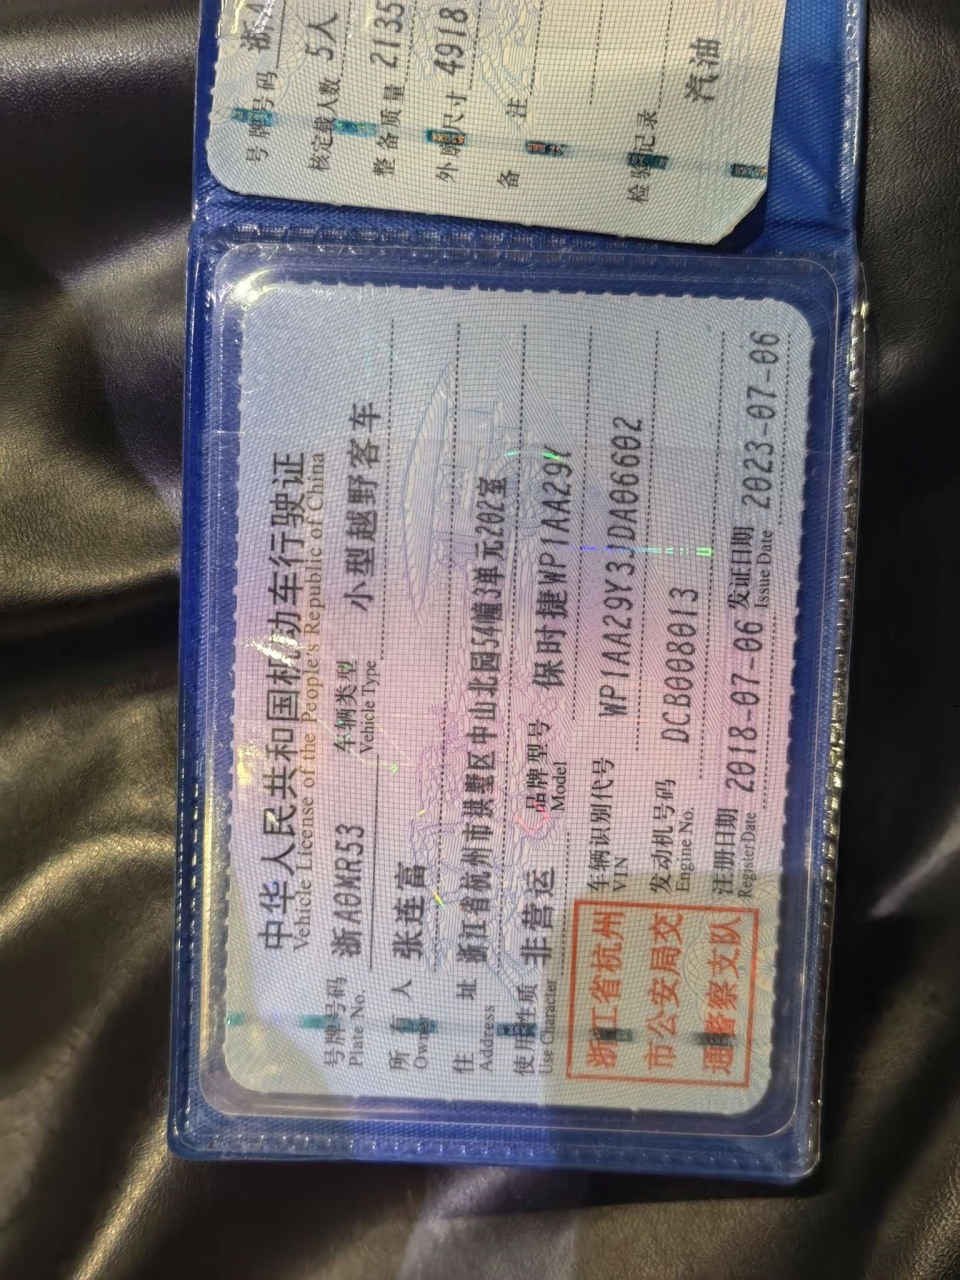 中华人民共和国机动车行驶证
Vehicle License of the People's Republic of China
号牌号码 浙A0MR53 车辆类型 小型越野客车
Plate No. Vehicle Type
所有人 张连富
Owner
住址 浙江省杭州市拱墅区中山北园54幢3单元202室
Address
使用性质 非营运 品牌型号 保时捷WP1AA29Y
Use Character Model
浙江省杭州市公安局交通警察支队
车辆识别代号 WP1AA29Y3JDA06602
VIN
发动机号码 DCB008013
Engine No.
注册日期 2018-07-06 发证日期 2023-07-06
Register Date Issue Date
号牌号码 浙A
核定载人数 5人
整备质量 2135
外廓尺寸 4918
备注
检验记录
汽油